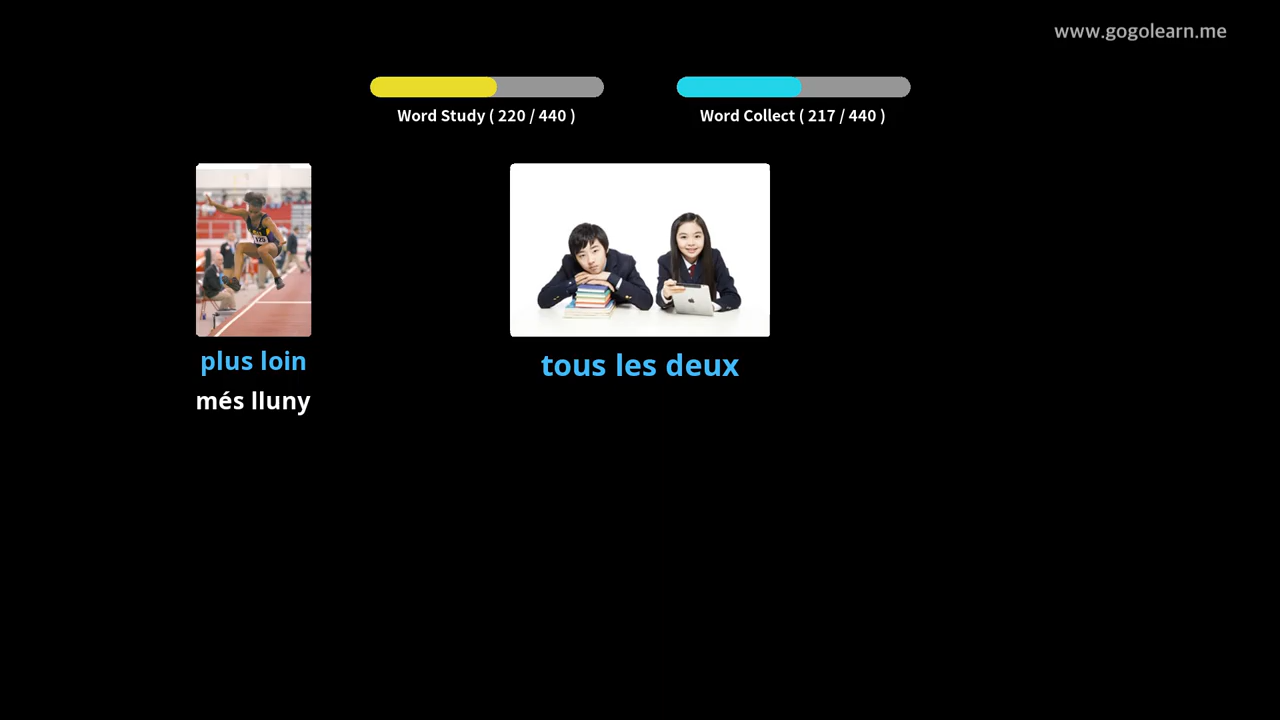 www.gogolearn.me
Word Study ( 220 / 440 )
Word Collect ( 217 / 440 )
plus loin
més lluny
tous les deux